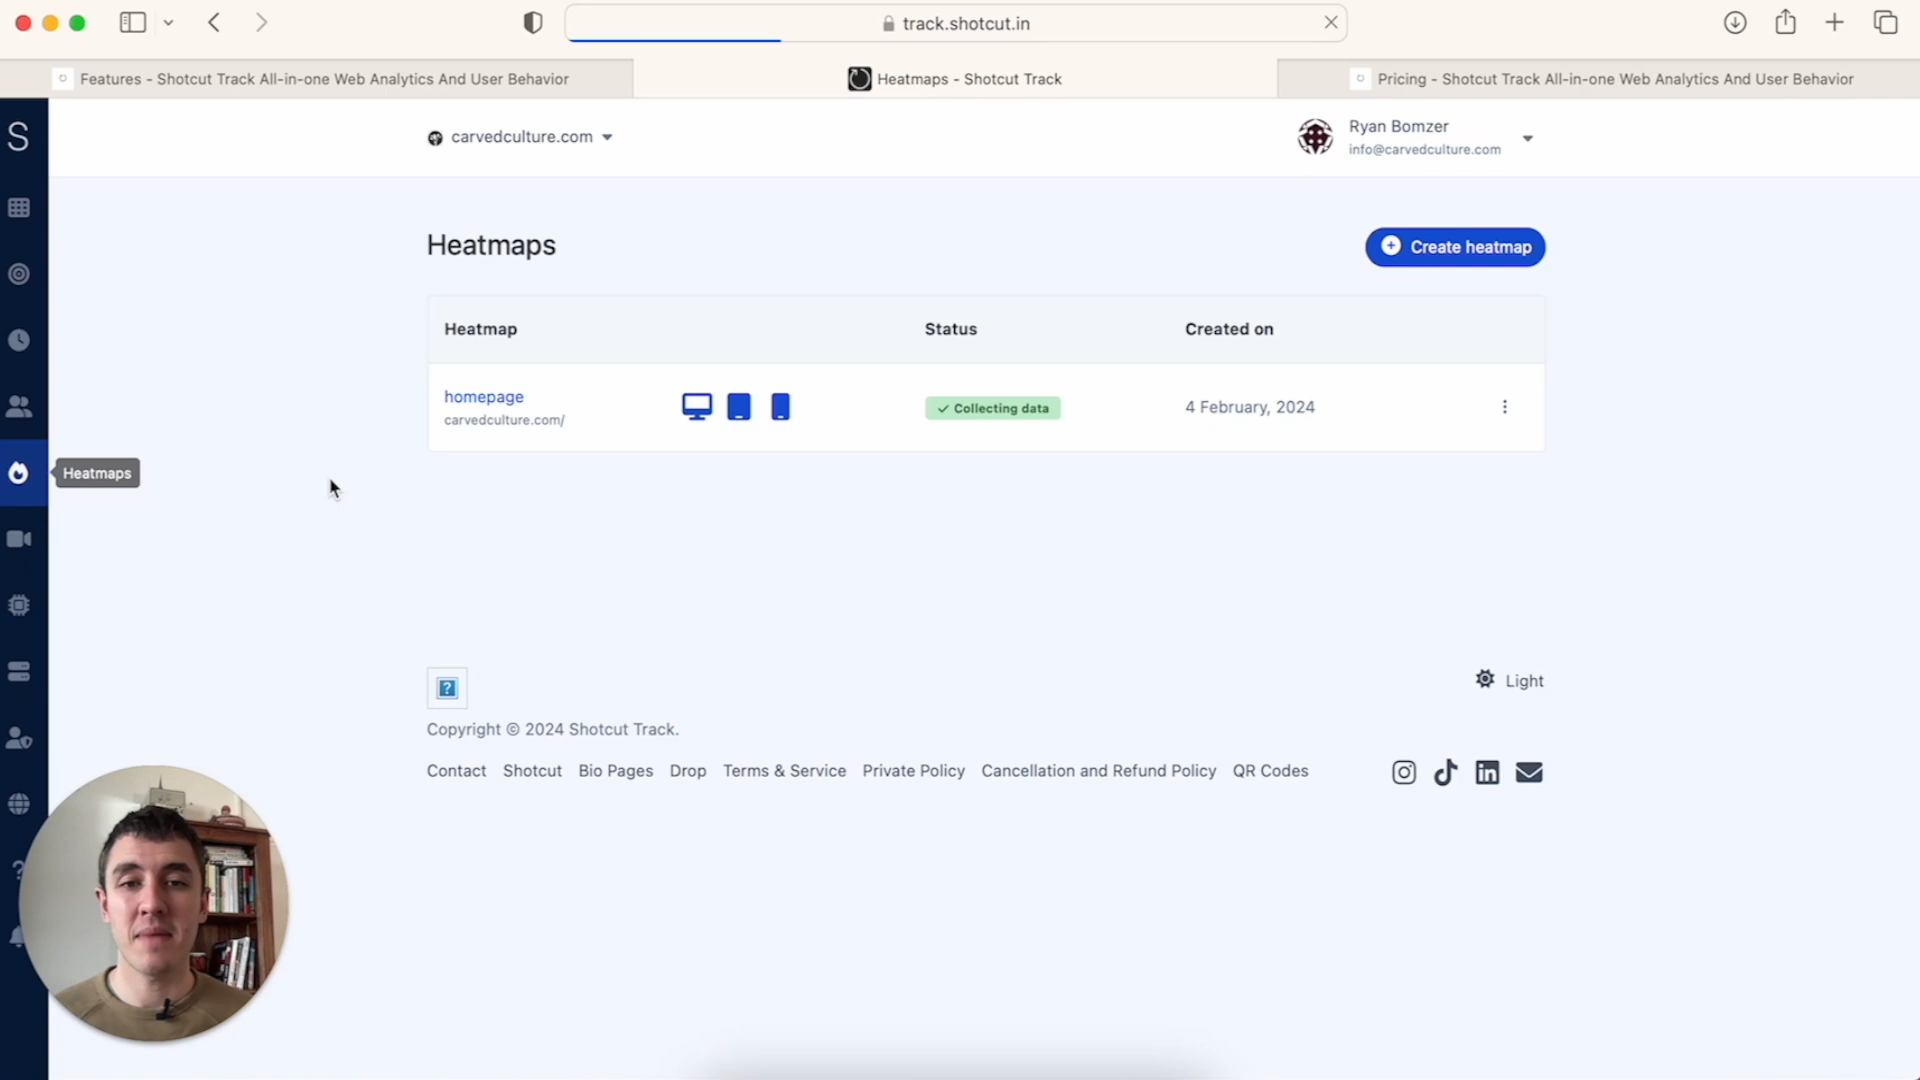 track.shotcut.in
Features - Shotcut Track All-in-one Web Analytics And User Behavior
Heatmaps - Shotcut Track
Pricing - Shotcut Track All-in-one Web Analytics And User Behavior
S
carvedculture.com
Ryan Bomzer
info@carvedculture.com
Heatmaps
Create heatmap
Heatmap Status Created on
homepage
carvedculture.com/
Collecting data
4 February, 2024
Heatmaps
Light
Copyright © 2024 Shotcut Track.
Contact Shotcut Bio Pages Drop Terms & Service Private Policy Cancellation and Refund Policy QR Codes